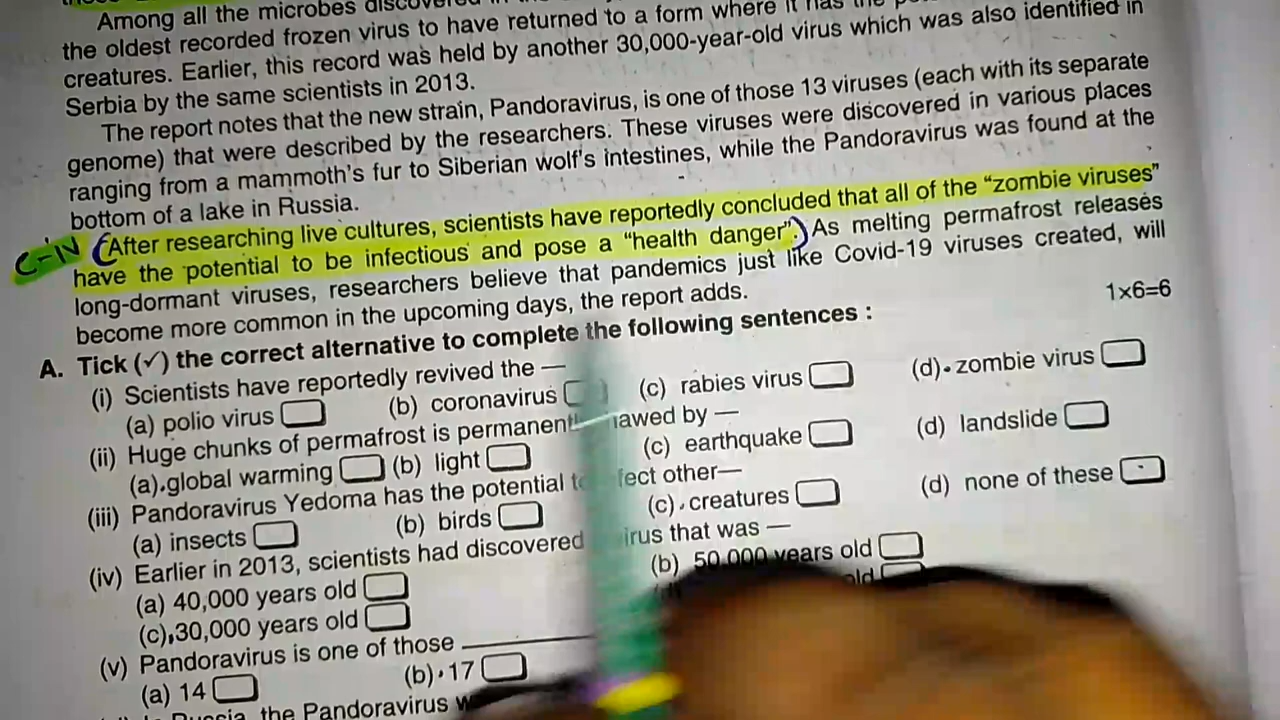 Among all the microbes discovered in the
the oldest recorded frozen virus to have returned to a form where it has the
creatures. Earlier, this record was held by another 30,000-year-old virus which was also identified in
Serbia by the same scientists in 2013.
The report notes that the new strain, Pandoravirus, is one of those 13 viruses (each with its separate
genome) that were described by the researchers. These viruses were discovered in various places
ranging from a mammoth's fur to Siberian wolf's intestines, while the Pandoravirus was found at the
bottom of a lake in Russia.
C-IV (After researching live cultures, scientists have reportedly concluded that all of the “zombie viruses”
have the potential to be infectious and pose a “health danger”.) As melting permafrost releases
long-dormant viruses, researchers believe that pandemics just like Covid-19 viruses created, will
become more common in the upcoming days, the report adds.
A. Tick (✓) the correct alternative to complete the following sentences : 1×6=6
(i) Scientists have reportedly revived the —
(a) polio virus (b) coronavirus (c) rabies virus (d) zombie virus
(ii) Huge chunks of permafrost is awed by —
(a) global warming (b) light (c) earthquake (d) landslide
(iii) Pandoravirus Yedoma has the potential fect other—
(a) insects (b) birds (c) creatures (d) none of these
(iv) Earlier in 2013, scientists had discovered irus that was —
(a) 40,000 years old (b) 50,000 years old
(c) 30,000 years old old
(v) Pandoravirus is one of those
(a) 14 (b) 17
the Pandoravirus